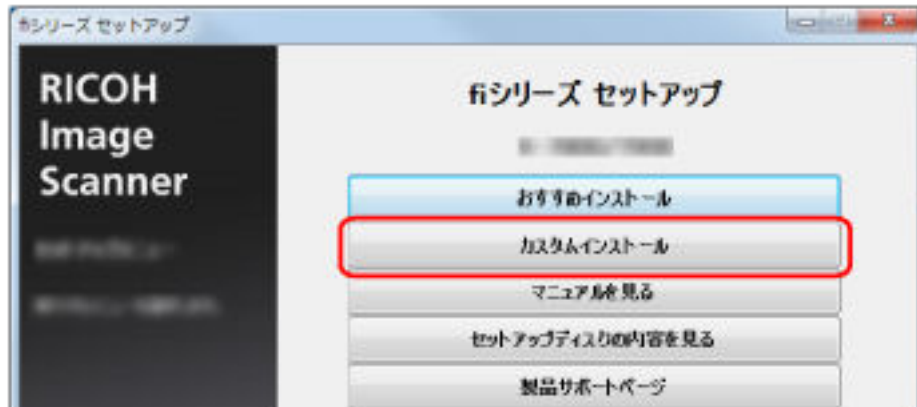 fiシリーズ セットアップ
RICOH
Image
Scanner
fiシリーズ セットアップ
おすすめインストール
カスタムインストール
マニュアルを見る
セットアップディスクの内容を見る
製品サポートページ